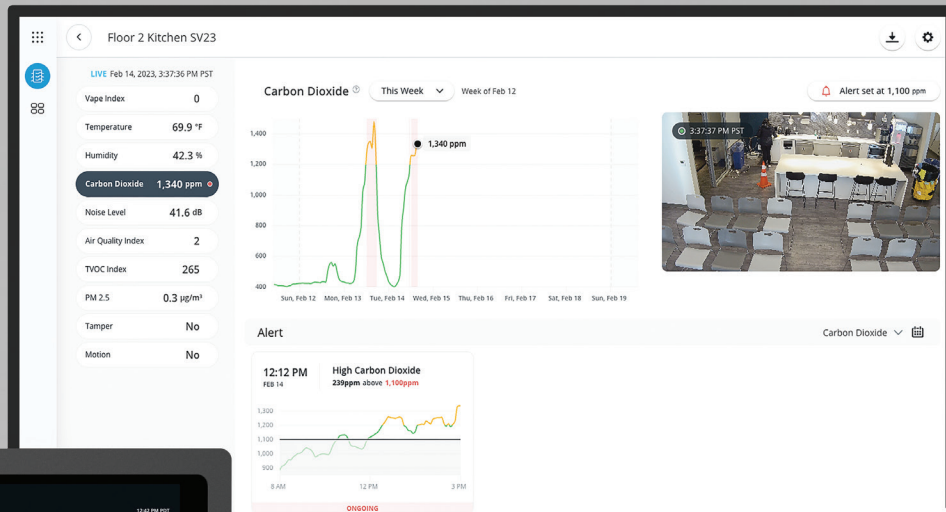 Floor 2 Kitchen SV23
LIVE Feb 14, 2023, 3:37:36 PM PST
Vape Index 0
Temperature 69.9 °F
Humidity 42.3 %
Carbon Dioxide 1,340 ppm
Noise Level 41.6 dB
Air Quality Index 2
TVOC Index 265
PM 2.5 0.3 µg/m³
Tamper No
Motion No
Carbon Dioxide ? This Week Week of Feb 12
Alert set at 1,100 ppm
1,400
1,200
1,000
800
600
400
1,340 ppm
Sun, Feb 12 Mon, Feb 13 Tue, Feb 14 Wed, Feb 15 Thu, Feb 16 Fri, Feb 17 Sat, Feb 18 Sun, Feb 19
3:37:37 PM PST
Alert
Carbon Dioxide
12:12 PM
FEB 14
High Carbon Dioxide
239ppm above 1,100ppm
1,300
1,200
1,100
1,000
900
8 AM 12 PM 3 PM
ONGOING
12:42 PM PDT